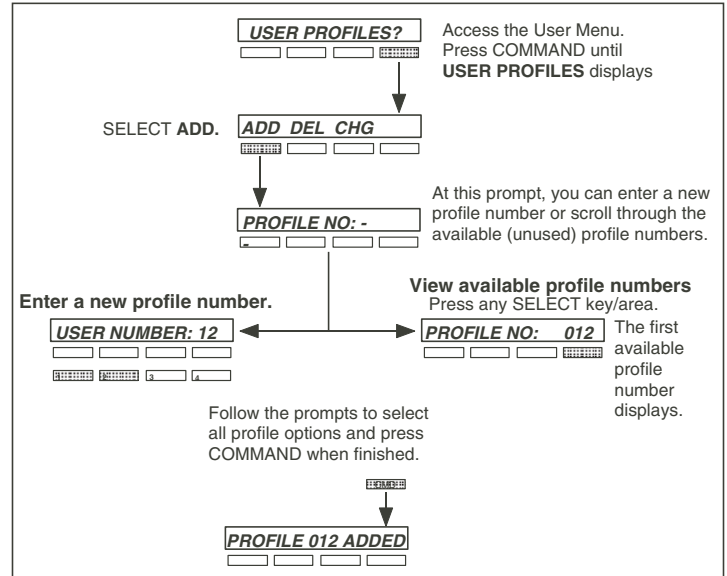 USER PROFILES?
Access the User Menu.
Press COMMAND until
USER PROFILES displays
SELECT ADD.
ADD DEL CHG
At this prompt, you can enter a new
profile number or scroll through the
available (unused) profile numbers.
PROFILE NO: -
-
Enter a new profile number.
USER NUMBER: 12
1 2 3 4
View available profile numbers
Press any SELECT key/area.
PROFILE NO: 012
The first
available
profile
number
displays.
Follow the prompts to select
all profile options and press
COMMAND when finished.
CMD
PROFILE 012 ADDED